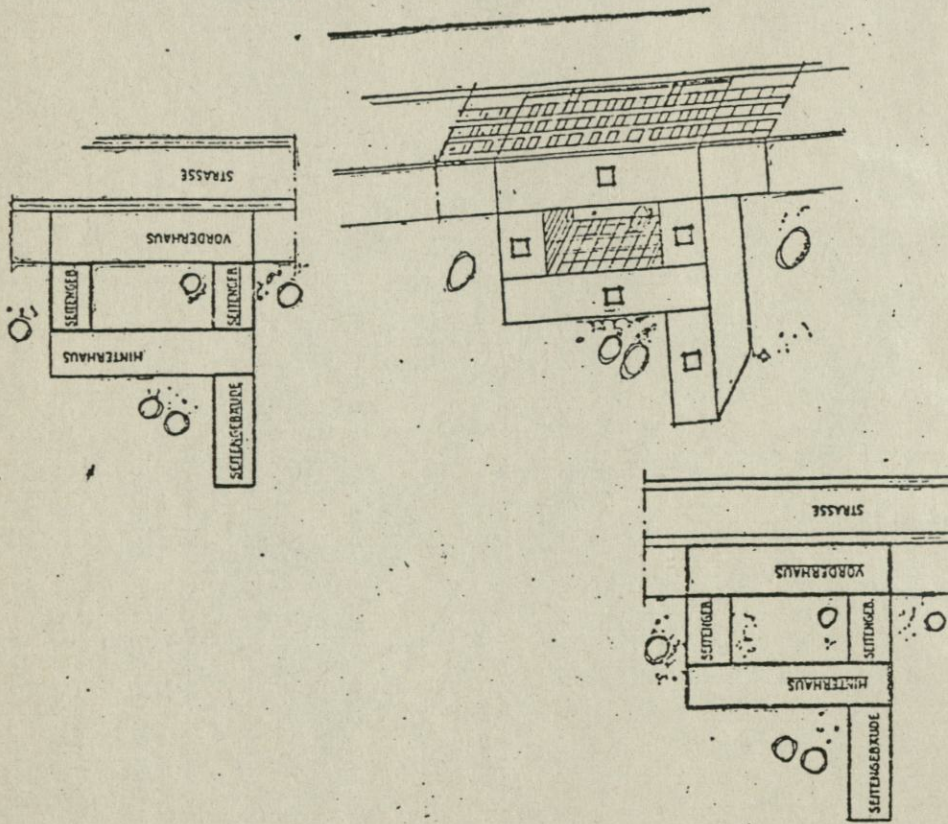 STRASSE
VORDERHAUS
SEITENGEB.
SEITENGEB.
HINTERHAUS
SEITENGEBÄUDE
STRASSE
VORDERHAUS
SEITENGEB.
SEITENGEB.
HINTERHAUS
SEITENGEBÄUDE